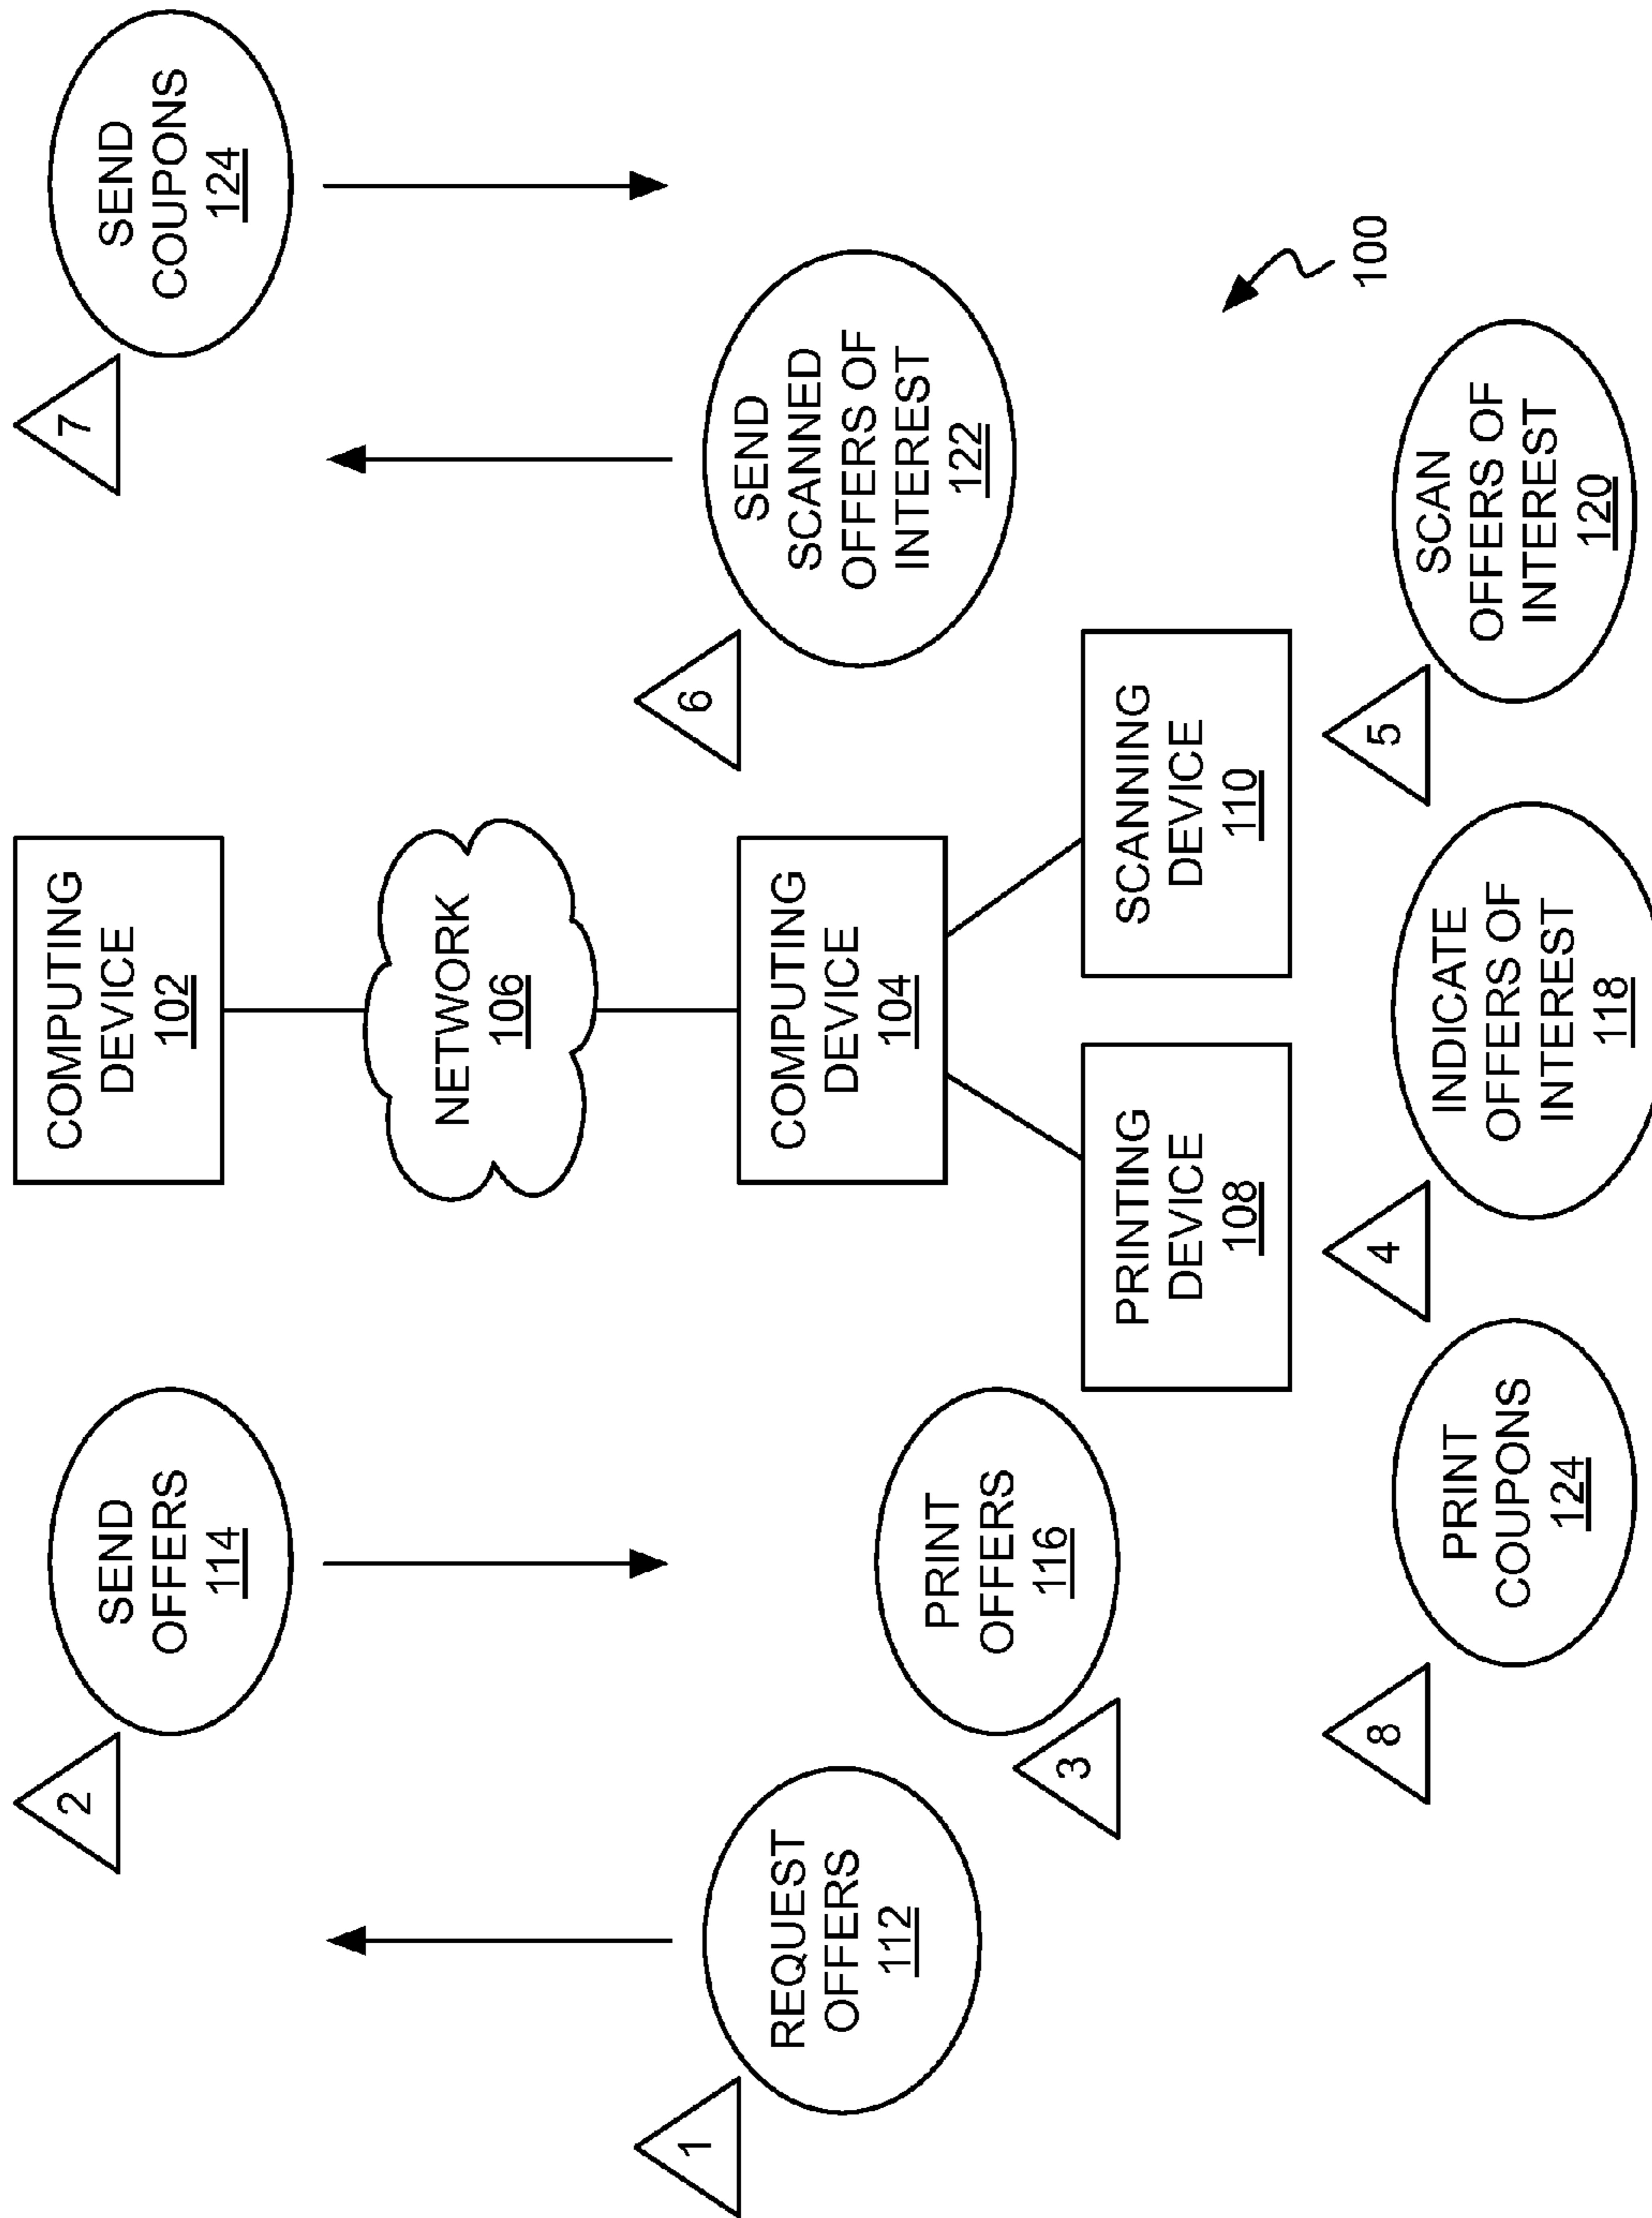 2
SEND
OFFERS
114
COMPUTING
DEVICE
102
7
SEND
COUPONS
124
NETWORK
106
1
REQUEST
OFFERS
112
3
PRINT
OFFERS
116
COMPUTING
DEVICE
104
6
SEND
SCANNED
OFFERS OF
INTEREST
122
PRINTING
DEVICE
108
SCANNING
DEVICE
110
100
8
PRINT
COUPONS
124
4
INDICATE
OFFERS OF
INTEREST
118
5
SCAN
OFFERS OF
INTEREST
120